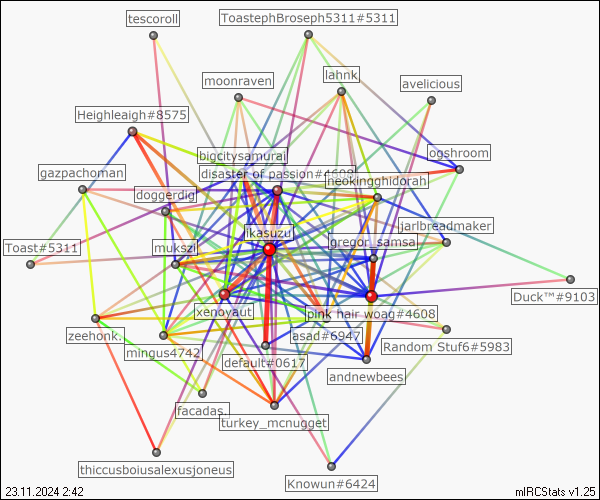 tescoroll
ToastephBroseph5311#5311
moonraven
lahnk
avelicious
Heighleaigh#8575
ogshroom
bigcitysamurai
gazpachoman
disaster of passion#4608
neokingghidorah
doggerdig
jarlbreadmaker
ikasuzu
gregor_samsa
Toast#5311
mukszi
Duck™#9103
xenoyaut
pink hair woag#4608
zeehonk.
asad#6947
Random Stuf6#5983
mingus4742
default#0617
andnewbees
facadas.
turkey_mcnugget
thiccusboiusalexusjoneus
Knowun#6424
23.11.2024 2:42
mIRCStats v1.25